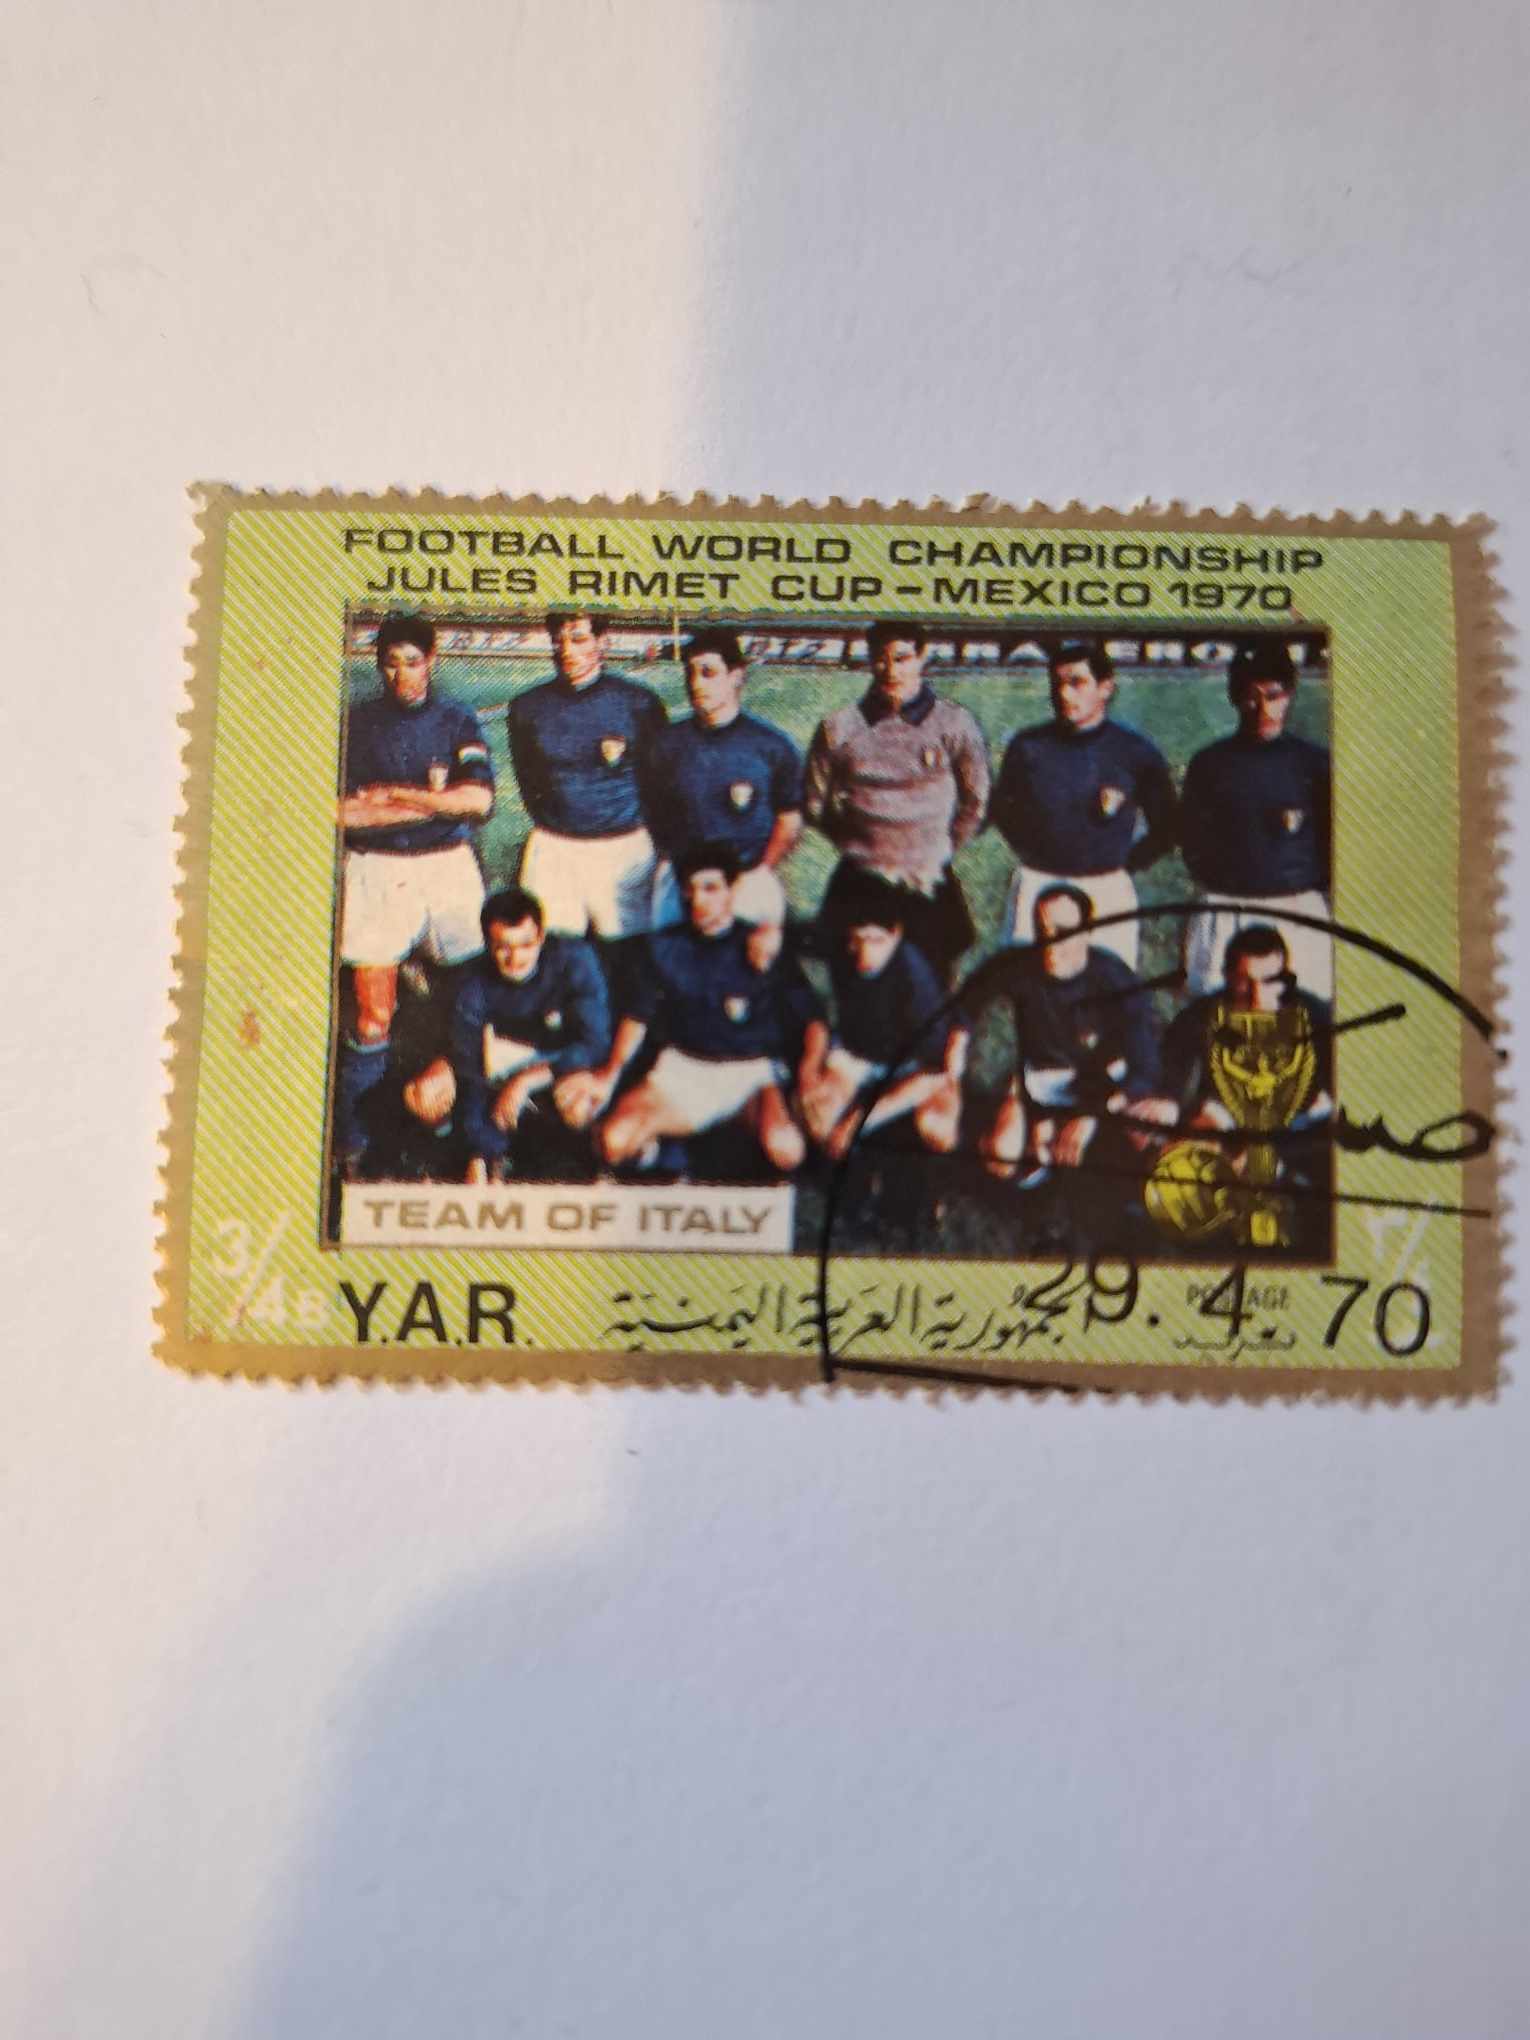 FOOTBALL WORLD CHAMPIONSHIP
JULES RIMET CUP-MEXICO 1970
TEAM OF ITALY
3/4 B
Y.A.R. الجمهورية العربية اليمنية POSTAGE
29. 4 70